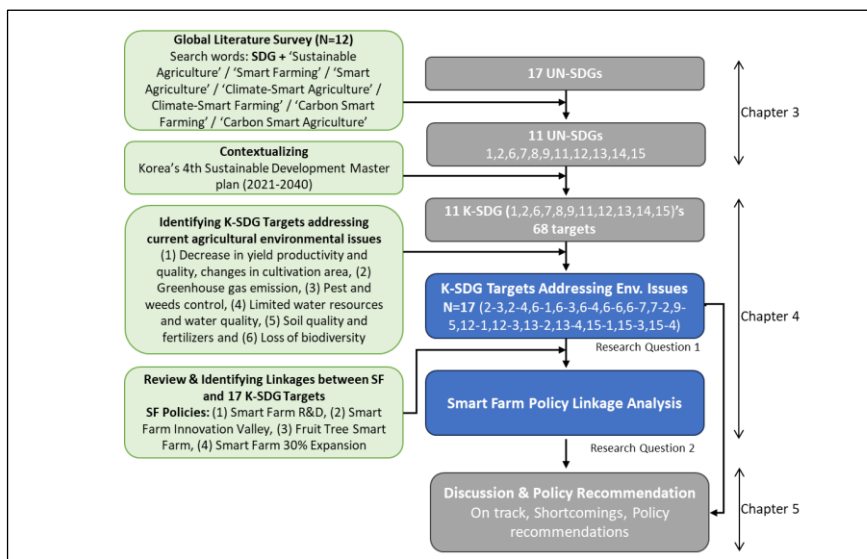 Global Literature Survey (N=12)
Search words: SDG + ‘Sustainable
Agriculture’ / ‘Smart Farming’ / ‘Smart
Agriculture’ / ‘Climate-Smart Agriculture’ /
Climate-Smart Farming’ / ‘Carbon Smart
Farming’ / ‘Carbon Smart Agriculture’
17 UN-SDGs
Chapter 3
11 UN-SDGs
1,2,6,7,8,9,11,12,13,14,15
Contextualizing
Korea’s 4th Sustainable Development Master
plan (2021-2040)
11 K-SDG (1,2,6,7,8,9,11,12,13,14,15)’s
68 targets
Identifying K-SDG Targets addressing
current agricultural environmental issues
(1) Decrease in yield productivity and
quality, changes in cultivation area, (2)
Greenhouse gas emission, (3) Pest and
weeds control, (4) Limited water resources
and water quality, (5) Soil quality and
fertilizers and (6) Loss of biodiversity
K-SDG Targets Addressing Env. Issues
N=17 (2-3,2-4,6-1,6-3,6-4,6-6,6-7,7-2,9-
5,12-1,12-3,13-2,13-4,15-1,15-3,15-4)
Research Question 1
Chapter 4
Review & Identifying Linkages between SF
and 17 K-SDG Targets
SF Policies: (1) Smart Farm R&D, (2) Smart
Farm Innovation Valley, (3) Fruit Tree Smart
Farm, (4) Smart Farm 30% Expansion
Smart Farm Policy Linkage Analysis
Research Question 2
Discussion & Policy Recommendation
On track, Shortcomings, Policy
recommendations
Chapter 5